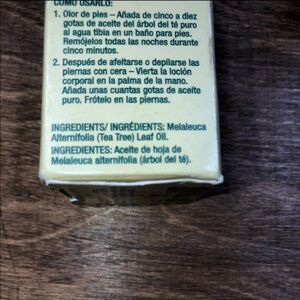 CÓMO USARLO:
1. Olor de pies – Añada de cinco a diez
gotas de aceite del árbol del té puro
al agua tibia en un baño para pies.
Remójelos todas las noches durante
cinco minutos.
2. Después de afeitarse o depilarse las
piernas con cera – Vierta la loción
corporal en la palma de la mano.
Añada unas cuantas gotas de aceite
puro. Frótelo en las piernas.
INGREDIENTS/ INGRÉDIENTS: Melaleuca
Alternifolia (Tea Tree) Leaf Oil.
INGREDIENTES: Aceite de hoja de
Melaleuca alternifolia (árbol del té).